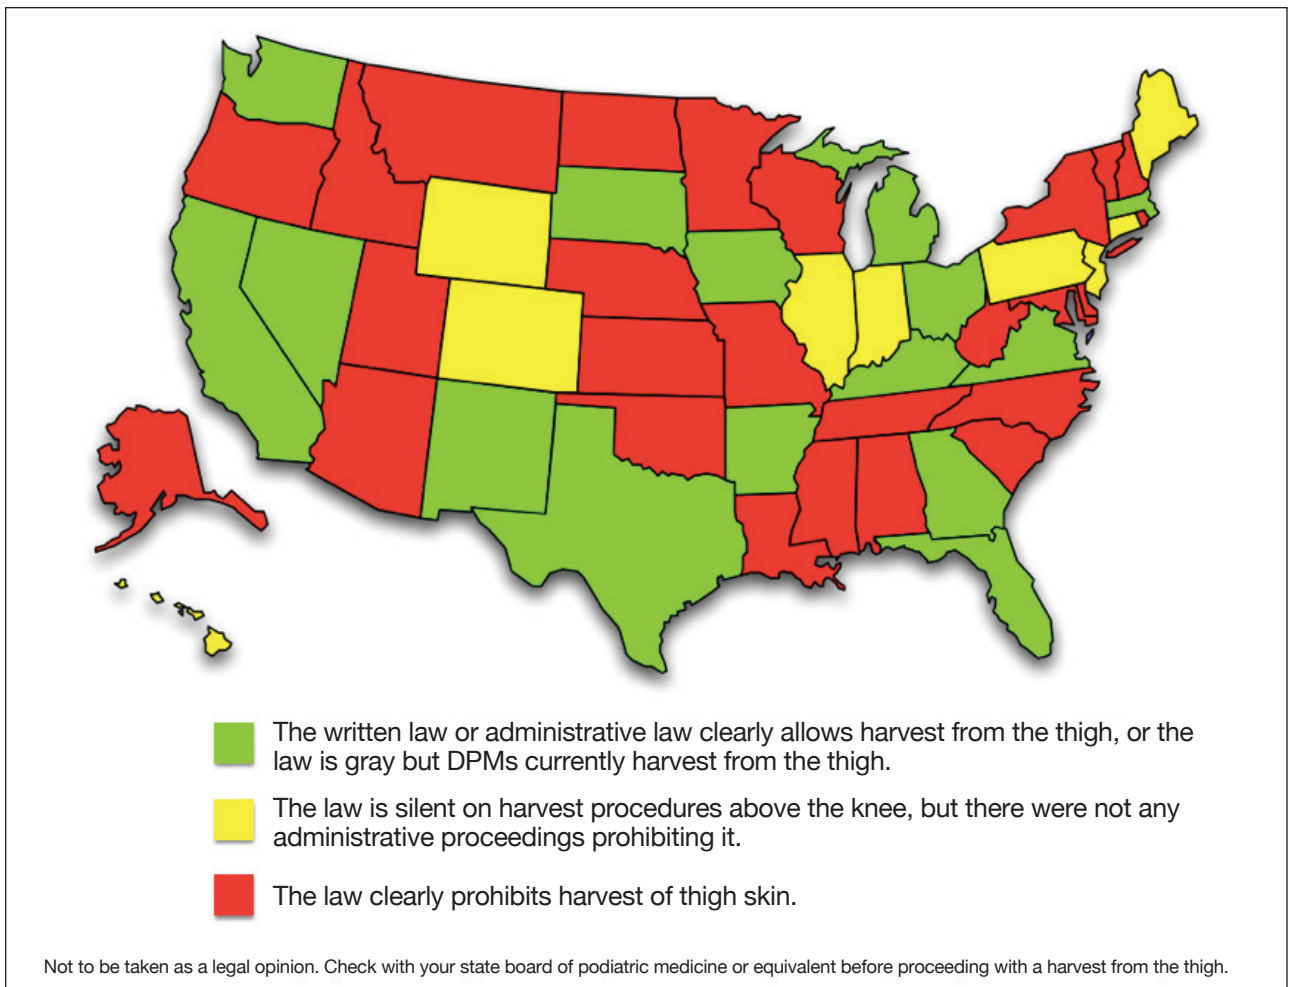 The written law or administrative law clearly allows harvest from the thigh, or the
law is gray but DPMs currently harvest from the thigh.
The law is silent on harvest procedures above the knee, but there were not any
administrative proceedings prohibiting it.
The law clearly prohibits harvest of thigh skin.
Not to be taken as a legal opinion. Check with your state board of podiatric medicine or equivalent before proceeding with a harvest from the thigh.